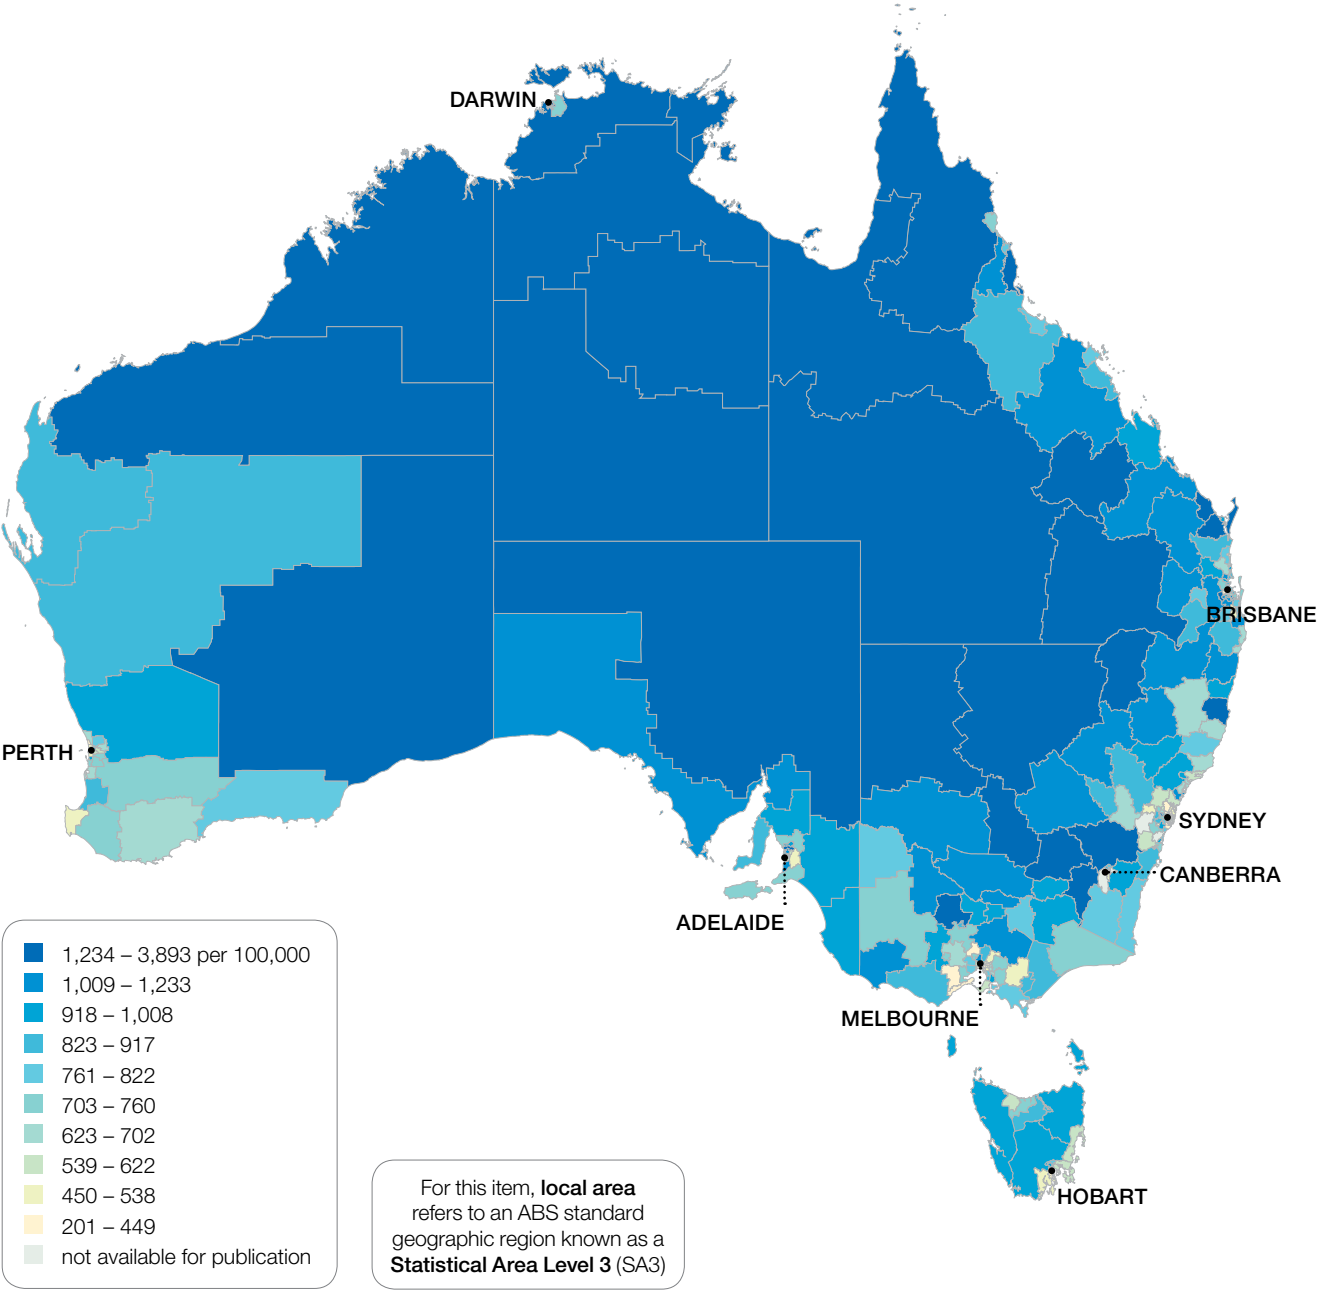 DARWIN
BRISBANE
PERTH
SYDNEY
CANBERRA
ADELAIDE
MELBOURNE
HOBART
1,234 – 3,893 per 100,000
1,009 – 1,233
918 – 1,008
823 – 917
761 – 822
703 – 760
623 – 702
539 – 622
450 – 538
201 – 449
not available for publication
For this item, local area
refers to an ABS standard
geographic region known as a
Statistical Area Level 3 (SA3)